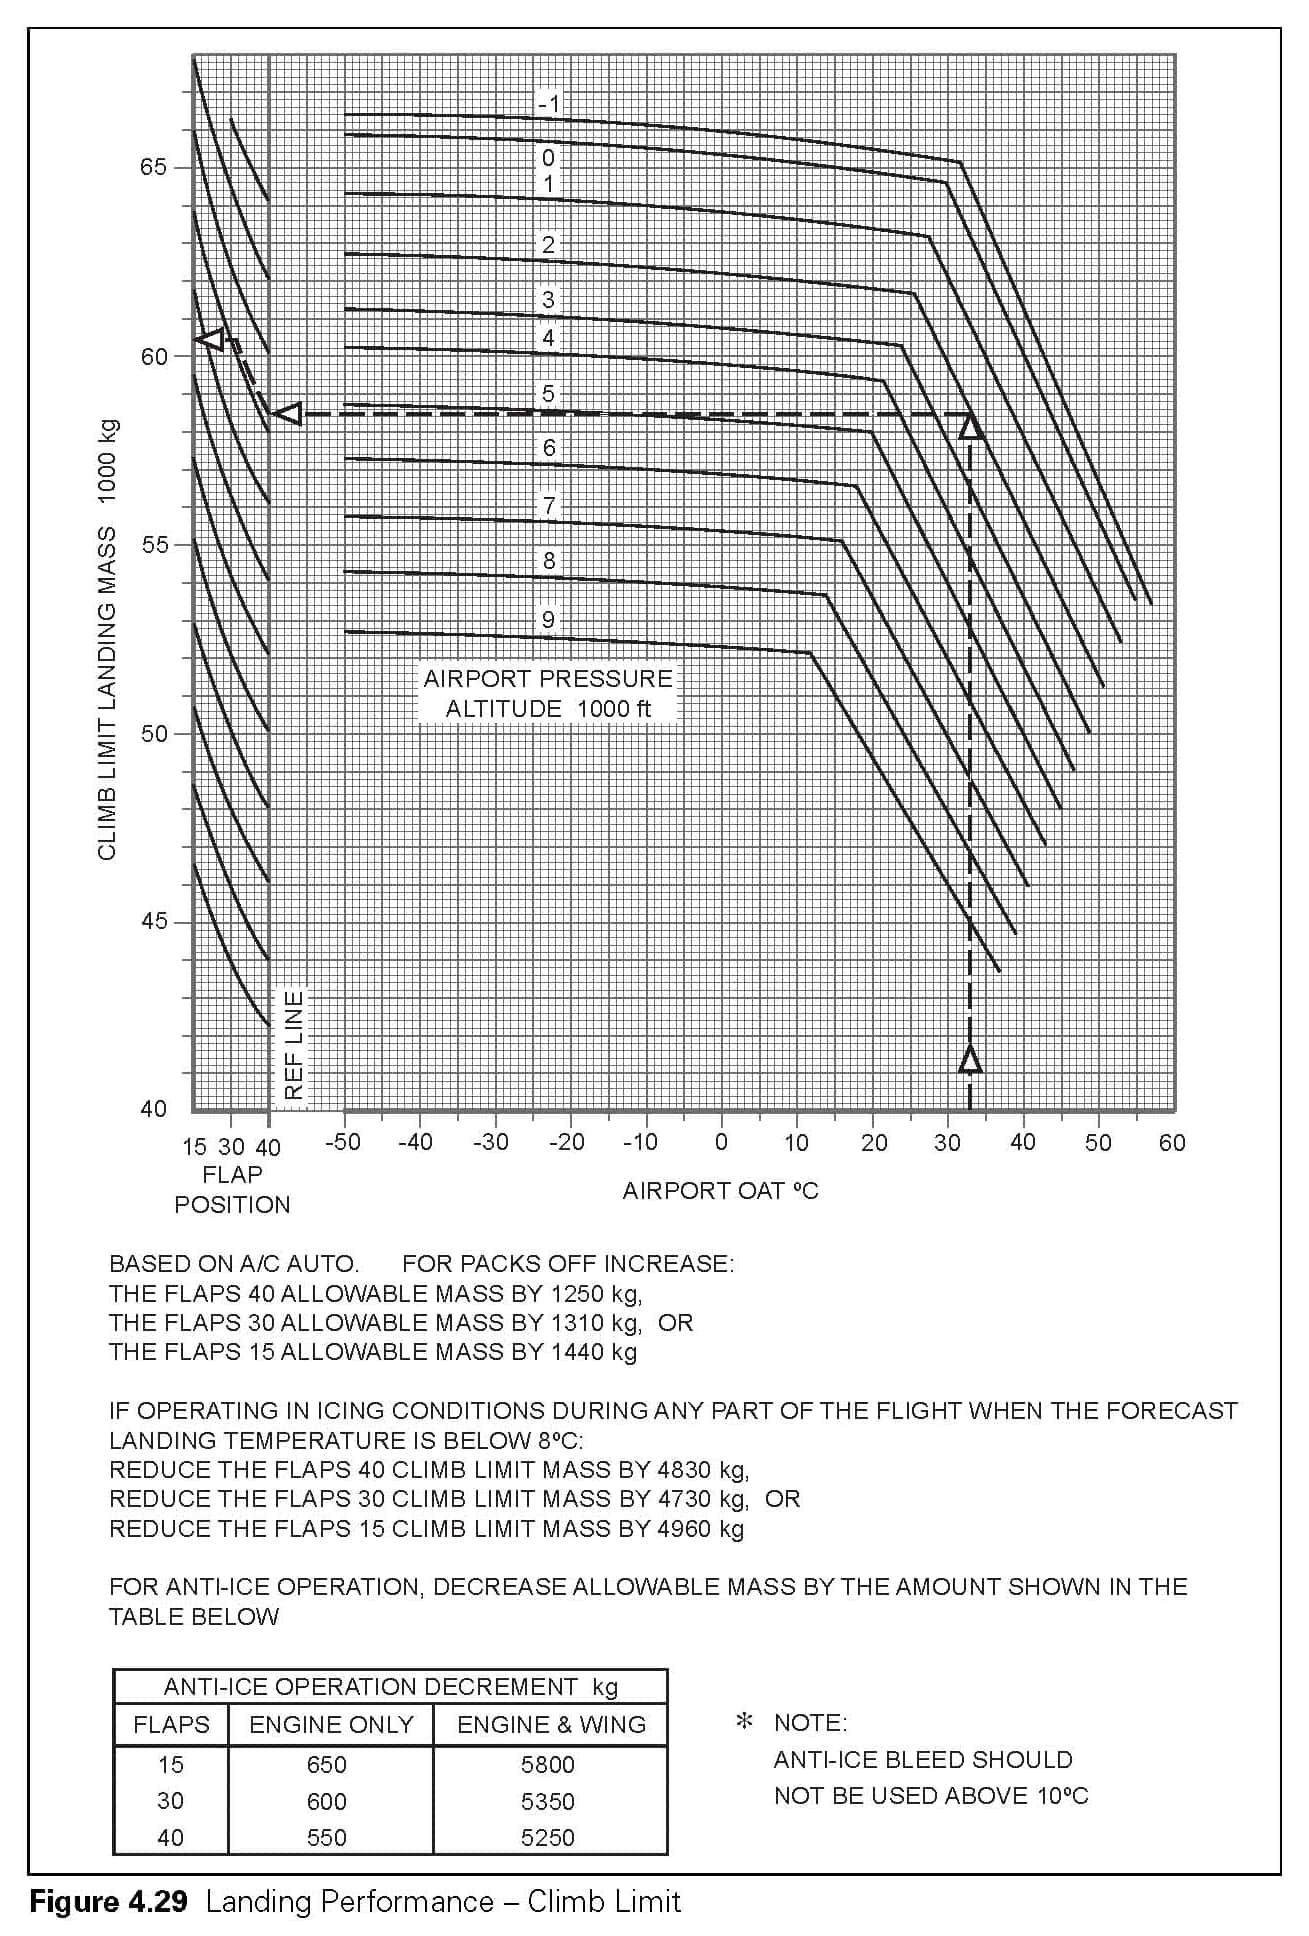 -1
0
1
2
3
4
5
6
7
8
9
65
60
55
50
45
40
CLIMB LIMIT LANDING MASS 1000 kg
AIRPORT PRESSURE
ALTITUDE 1000 ft
REF LINE
15 30 40
-50 -40 -30 -20 -10 0 10 20 30 40 50 60
FLAP
POSITION
AIRPORT OAT ºC
BASED ON A/C AUTO. FOR PACKS OFF INCREASE:
THE FLAPS 40 ALLOWABLE MASS BY 1250 kg,
THE FLAPS 30 ALLOWABLE MASS BY 1310 kg, OR
THE FLAPS 15 ALLOWABLE MASS BY 1440 kg
IF OPERATING IN ICING CONDITIONS DURING ANY PART OF THE FLIGHT WHEN THE FORECAST
LANDING TEMPERATURE IS BELOW 8ºC:
REDUCE THE FLAPS 40 CLIMB LIMIT MASS BY 4830 kg,
REDUCE THE FLAPS 30 CLIMB LIMIT MASS BY 4730 kg, OR
REDUCE THE FLAPS 15 CLIMB LIMIT MASS BY 4960 kg
FOR ANTI-ICE OPERATION, DECREASE ALLOWABLE MASS BY THE AMOUNT SHOWN IN THE
TABLE BELOW
ANTI-ICE OPERATION DECREMENT kg
FLAPS ENGINE ONLY ENGINE & WING
15 650 5800
30 600 5350
40 550 5250
* NOTE:
ANTI-ICE BLEED SHOULD
NOT BE USED ABOVE 10ºC
Figure 4.29 Landing Performance – Climb Limit